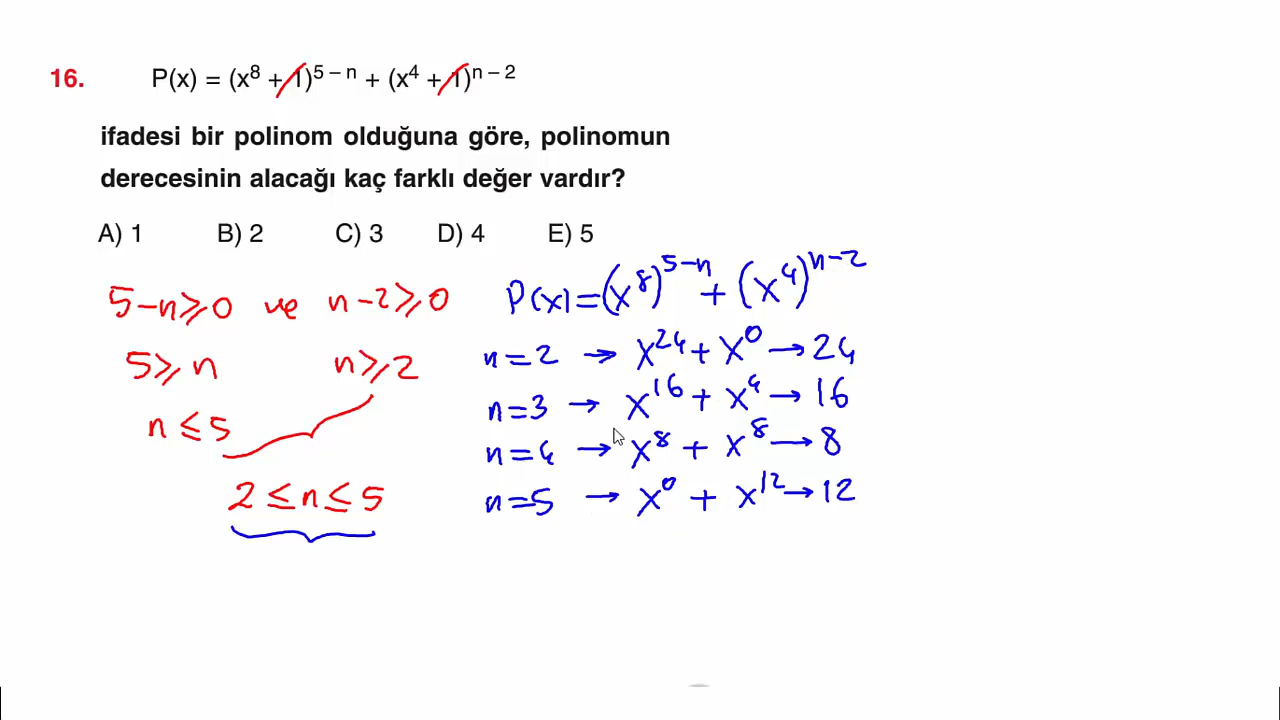 16. P(x) = (x⁸ + 1)⁵ ⁻ ⁿ + (x⁴ + 1)ⁿ ⁻ ²
ifadesi bir polinom olduğuna göre, polinomun
derecesinin alacağı kaç farklı değer vardır?
A) 1 B) 2 C) 3 D) 4 E) 5
5-n≥0 ve n-2≥0
5≥n n≥2
n≤5
2≤n≤5
P(x)=(x⁸)⁵⁻ⁿ+(x⁴)ⁿ⁻²
n=2 → x²⁴+x⁰→24
n=3 → x¹⁶+x⁴→16
n=4 → x⁸+x⁸→8
n=5 → x⁰+x¹²→12